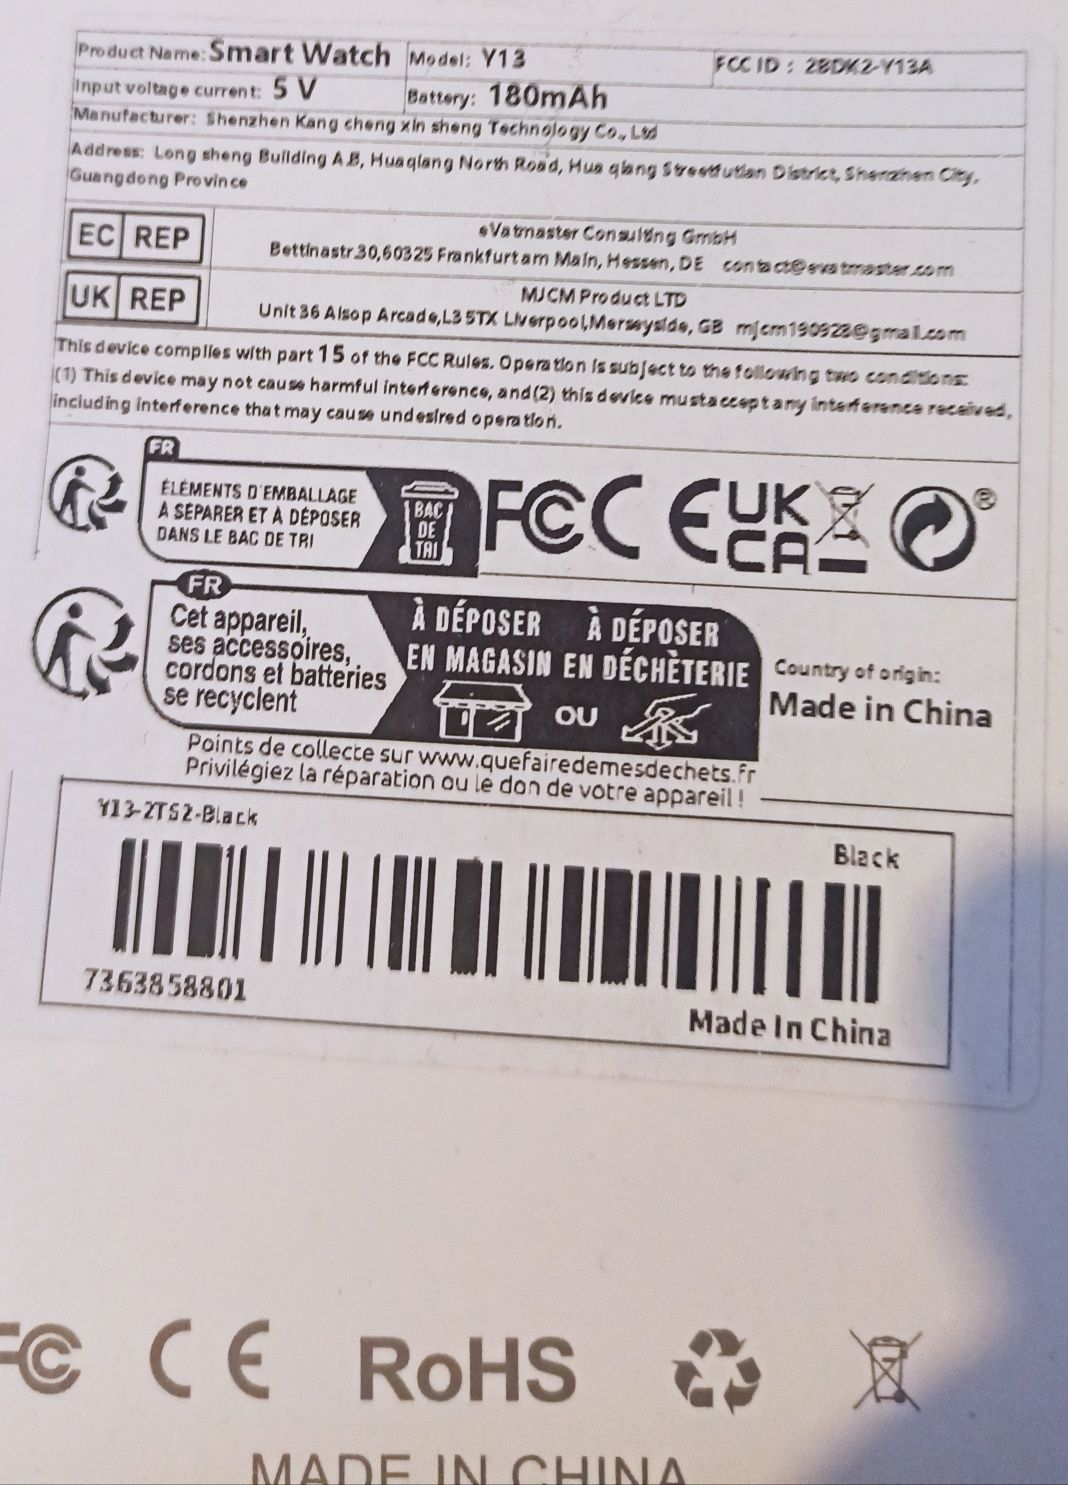 Product Name: Smart Watch Model: Y13 FCC ID : 2BDK2-Y13A
Input voltage current: 5 V Battery: 180mAh
Manufacturer: Shenzhen Kang cheng xin sheng Technology Co., Ltd
Address: Long sheng Building A.B, Huaqiang North Road, Hua qiang Streetfutian District, Shenzhen City,
Guangdong Province
EC REP
eVatmaster Consulting GmbH
Bettinastr.30,60325 Frankfurt am Main, Hessen, DE contact@evatmaster.com
UK REP
MJCM Product LTD
Unit 36 Alsop Arcade,L3 5TX Liverpool,Merseyside, GB mjcm190923@gmail.com
This device complies with part 15 of the FCC Rules. Operation is subject to the following two conditions:
(1) This device may not cause harmful interference, and (2) this device must accept any interference received,
including interference that may cause undesired operation.
FR
ÉLÉMENTS D'EMBALLAGE
À SÉPARER ET À DÉPOSER
DANS LE BAC DE TRI
BAC
DE
TRI
FCC CE UK
CA
®
FR
Cet appareil,
ses accessoires,
cordons et batteries
se recyclent
À DÉPOSER
EN MAGASIN
OU
À DÉPOSER
EN DÉCHÈTERIE
Points de collecte sur www.quefairedemesdechets.fr
Privilégiez la réparation ou le don de votre appareil !
Country of origin:
Made in China
Y13-2TS2-Black
Black
7363858801
Made In China
FC CE RoHS
MADE IN CHINA